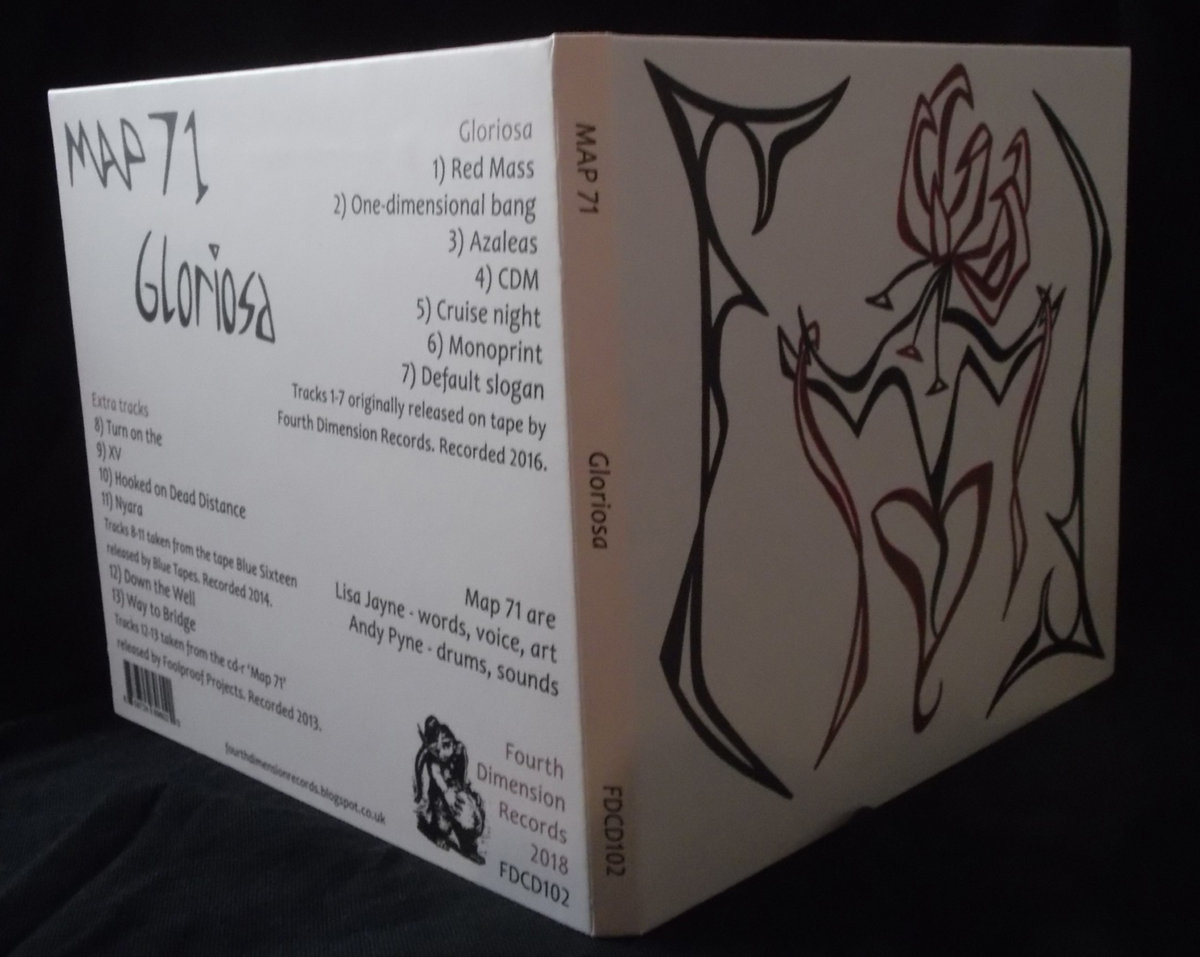 MAP 71
Gloriosa
Gloriosa
1) Red Mass
2) One-dimensional bang
3) Azaleas
4) CDM
5) Cruise night
6) Monoprint
7) Default slogan
Tracks 1-7 originally released on tape by
Fourth Dimension Records. Recorded 2016.
Extra tracks
8) Turn on the
9) XV
10) Hooked on Dead Distance
11) Nyara
Tracks 8-11 taken from the tape Blue Sixteen
released by Blue Tapes. Recorded 2014.
12) Down the Well
13) Way to Bridge
Tracks 12-13 taken from the cd-r 'Map 71'
released by Foolproof Projects. Recorded 2013.
Map 71 are
Lisa Jayne - words, voice, art
Andy Pyne - drums, sounds
fourthdimensionrecords.blogspot.co.uk
Fourth
Dimension
Records
2018
FDCD102
MAP 71
Gloriosa
FDCD102